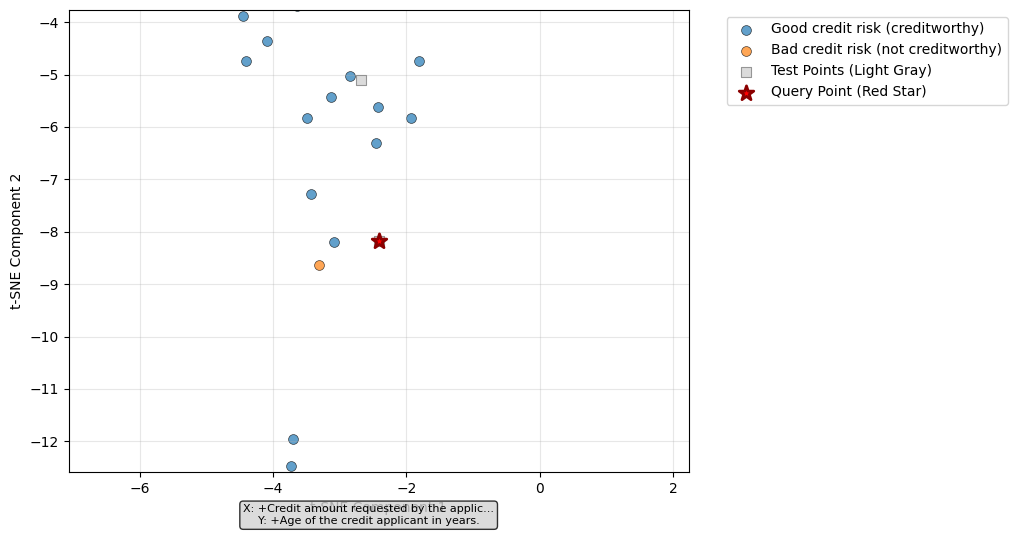 −4
−5
−6
−7
−8
−9
−10
−11
−12
t-SNE Component 2
−6
−4
−2
0
2
X: +Credit amount requested by the applic...
Y: +Age of the credit applicant in years.
Good credit risk (creditworthy)
Bad credit risk (not creditworthy)
Test Points (Light Gray)
Query Point (Red Star)